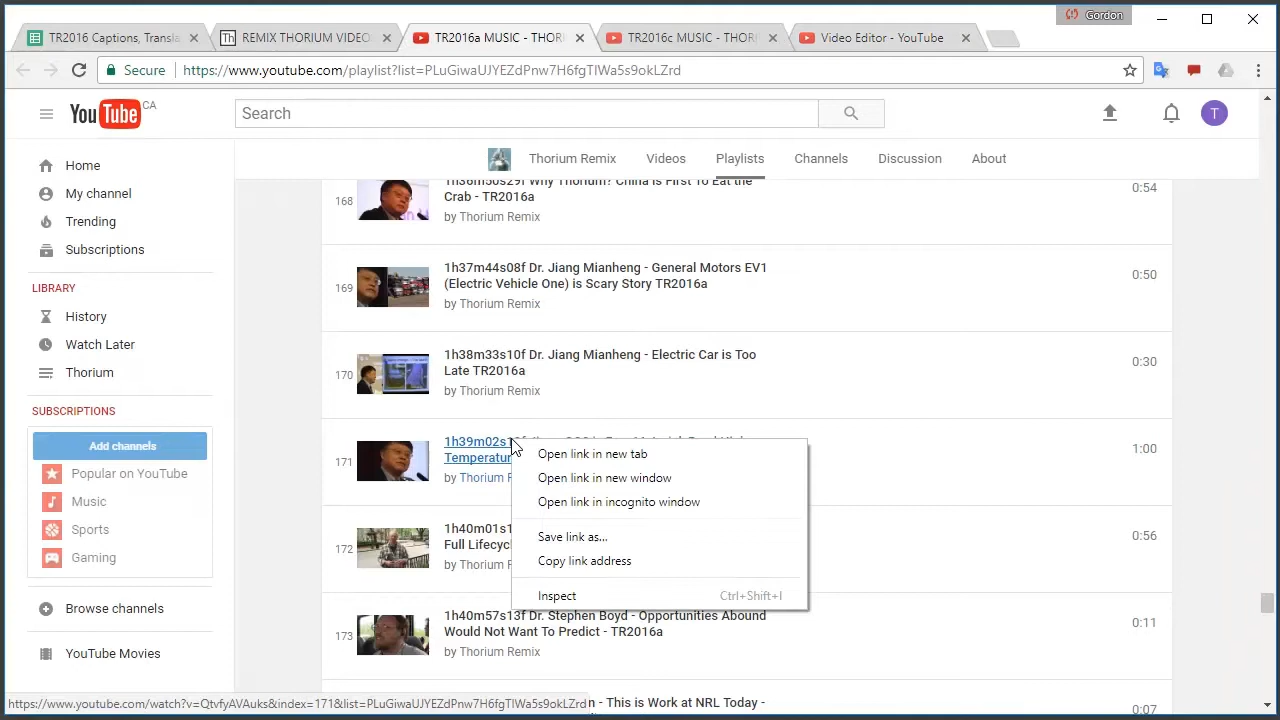 Gordon
TR2016 Captions, Transla
REMIX THORIUM VIDEO
TR2016a MUSIC - THORI
TR2016c MUSIC - THORI
Video Editor - YouTube
Secure
https://www.youtube.com/playlist?list=PLuGiwaUJYEZdPnw7H6fgTlWa5s9okLZrd
YouTube CA
Search
T
Thorium Remix
Videos
Playlists
Channels
Discussion
About
Home
My channel
Trending
Subscriptions
LIBRARY
History
Watch Later
Thorium
SUBSCRIPTIONS
Add channels
Popular on YouTube
Music
Sports
Gaming
Browse channels
YouTube Movies
168
1h36m50s29f Why Thorium? China is First To Eat the
Crab - TR2016a
by Thorium Remix
0:54
169
1h37m44s08f Dr. Jiang Mianheng - General Motors EV1
(Electric Vehicle One) is Scary Story TR2016a
by Thorium Remix
0:50
170
1h38m33s10f Dr. Jiang Mianheng - Electric Car is Too
Late TR2016a
by Thorium Remix
0:30
171
1h39m02s1
Temperatur
by Thorium R
1:00
172
1h40m01s1
Full Lifecyc
by Thorium R
0:56
173
1h40m57s13f Dr. Stephen Boyd - Opportunities Abound
Would Not Want To Predict - TR2016a
by Thorium Remix
0:11
n - This is Work at NRL Today -
0:07
Open link in new tab
Open link in new window
Open link in incognito window
Save link as...
Copy link address
Inspect Ctrl+Shift+I
https://www.youtube.com/watch?v=QtvfyAVAuks&index=171&list=PLuGiwaUJYEZdPnw7H6fgTlWa5s9okLZrd